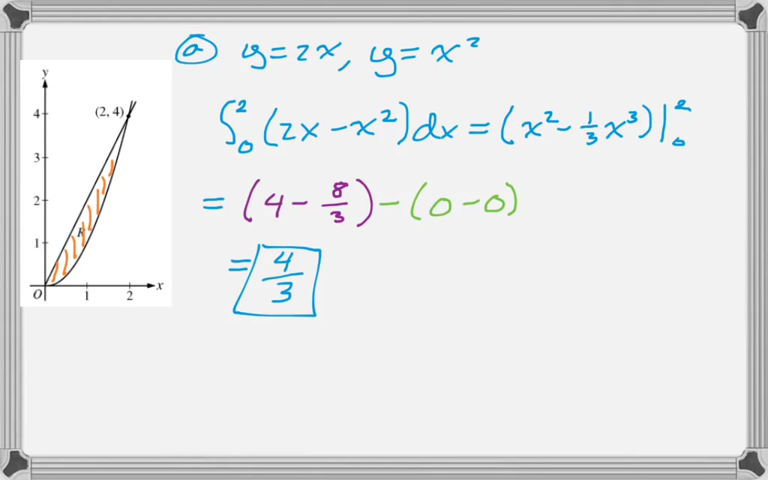 ⓐ y=2x, y=x²
∫₀²(2x-x²)dx=(x²-⅓x³)|₀²
=(4-8/3)-(0-0)
=4/3
y
4
(2, 4)
3
2
R
1
O
1
2
x